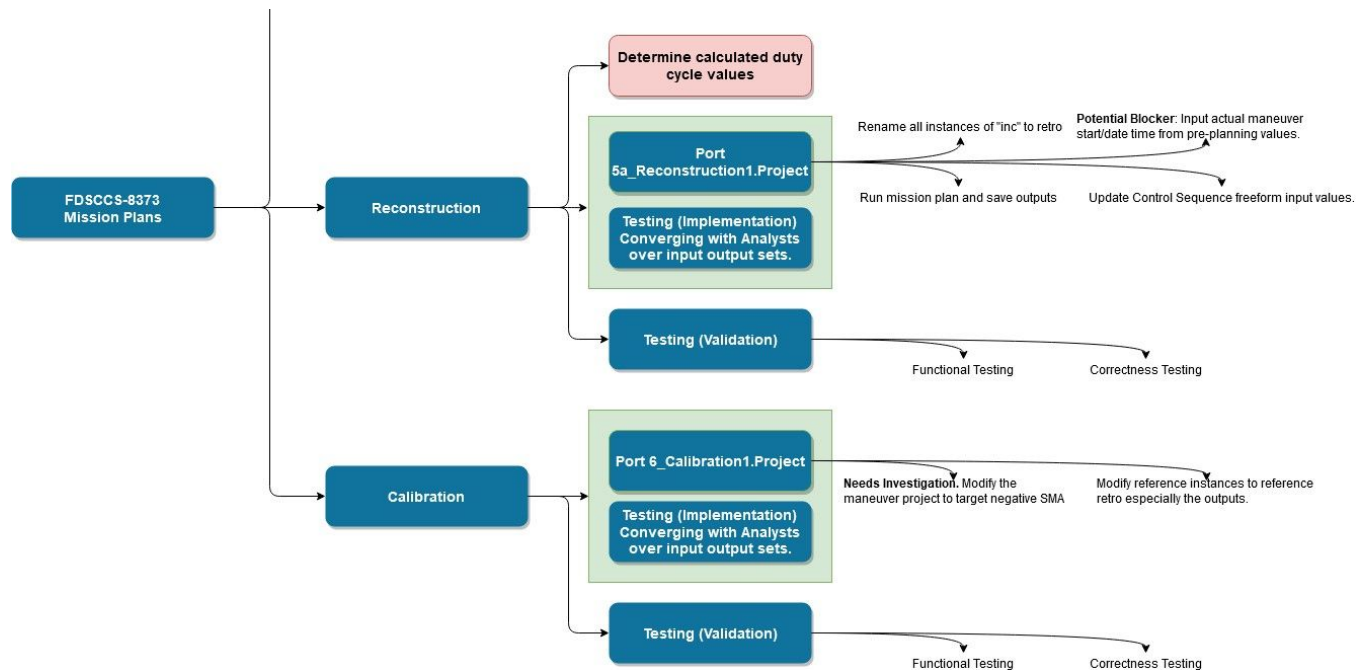 Determine calculated duty
cycle values
Rename all instances of "inc" to retro
Potential Blocker: Input actual maneuver
start/date time from pre-planning values.
Port
5a_Reconstruction1.Project
FDSCCS-8373
Mission Plans
Reconstruction
Run mission plan and save outputs
Update Control Sequence freeform input values.
Testing (Implementation)
Converging with Analysts
over input output sets.
Testing (Validation)
Functional Testing
Correctness Testing
Port 6_Calibration1.Project
Calibration
Needs Investigation. Modify the
maneuver project to target negative SMA
Modify reference instances to reference
retro especially the outputs.
Testing (Implementation)
Converging with Analysts
over input output sets.
Testing (Validation)
Functional Testing
Correctness Testing